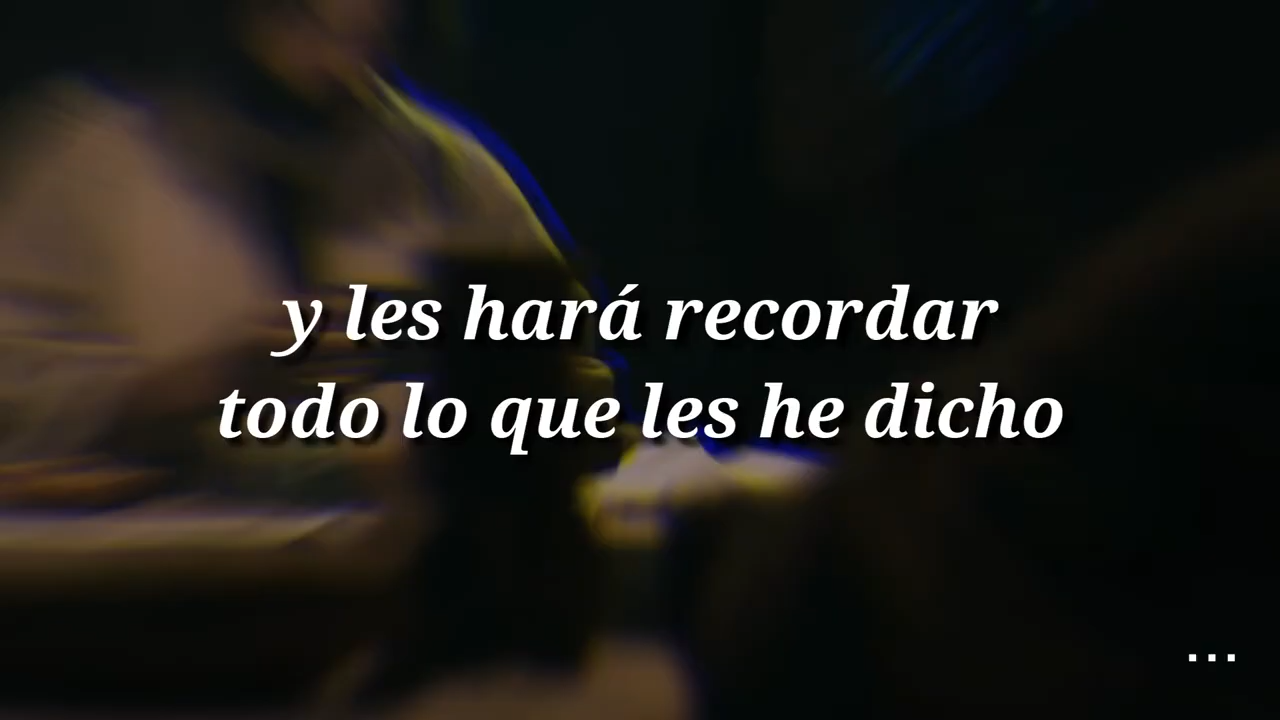 y les hará recordar
todo lo que les he dicho
...